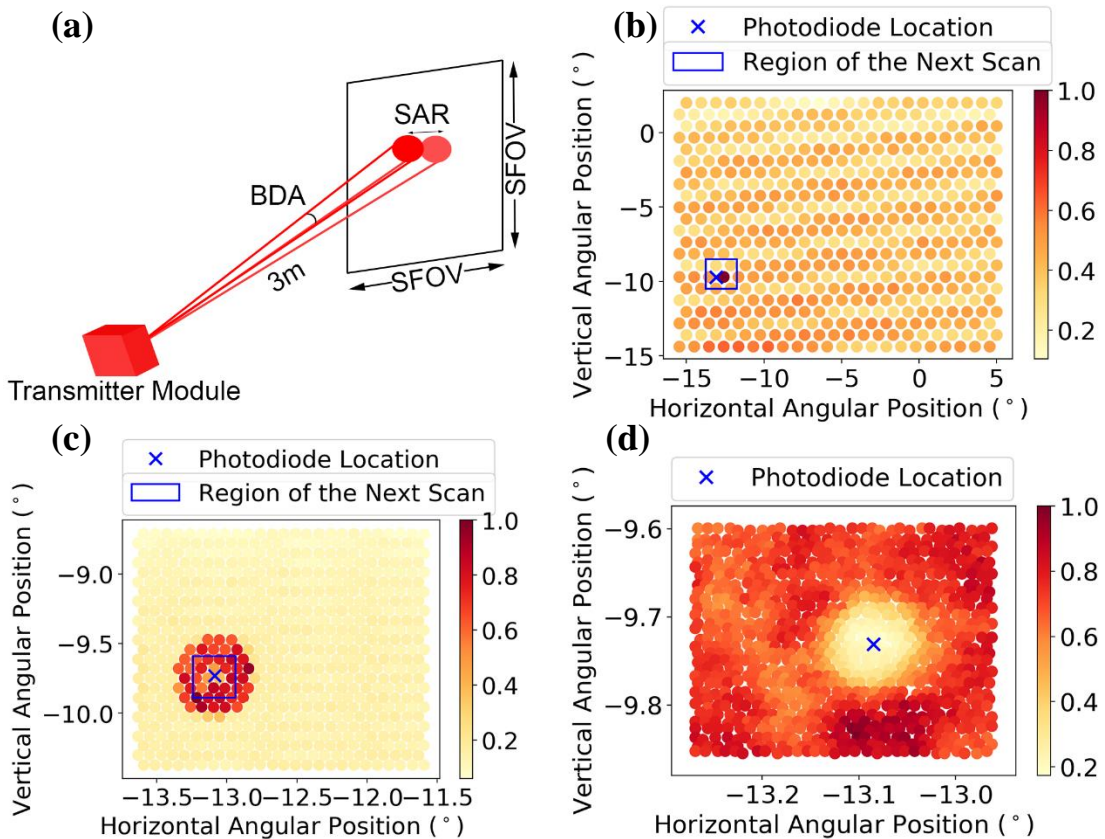 (a)
SAR
BDA
3m
SFOV
SFOV
Transmitter Module
(b)
Photodiode Location
Region of the Next Scan
Vertical Angular Position (°)
0
−5
−10
−15
−15
−10
−5
0
5
Horizontal Angular Position (°)
1.0
0.8
0.6
0.4
0.2
(c)
Photodiode Location
Region of the Next Scan
Vertical Angular Position (°)
−9.0
−9.5
−10.0
−13.5
−13.0
−12.5
−12.0
−11.5
Horizontal Angular Position (°)
1.0
0.8
0.6
0.4
0.2
(d)
Photodiode Location
Vertical Angular Position (°)
−9.6
−9.7
−9.8
−13.2
−13.1
−13.0
Horizontal Angular Position (°)
1.0
0.8
0.6
0.4
0.2